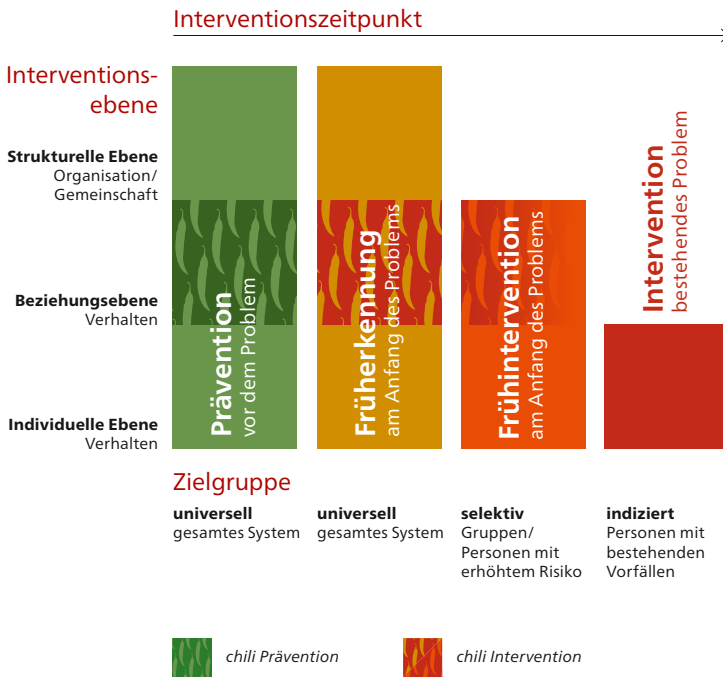 Interventionszeitpunkt
Interventions-
ebene
Strukturelle Ebene
Organisation/
Gemeinschaft
Beziehungsebene
Verhalten
Individuelle Ebene
Verhalten
Prävention
vor dem Problem
Früherkennung
am Anfang des Problems
Frühintervention
am Anfang des Problems
Intervention
bestehendes Problem
Zielgruppe
universell
gesamtes System
universell
gesamtes System
selektiv
Gruppen/
Personen mit
erhöhtem Risiko
indiziert
Personen mit
bestehenden
Vorfällen
chili Prävention
chili Intervention